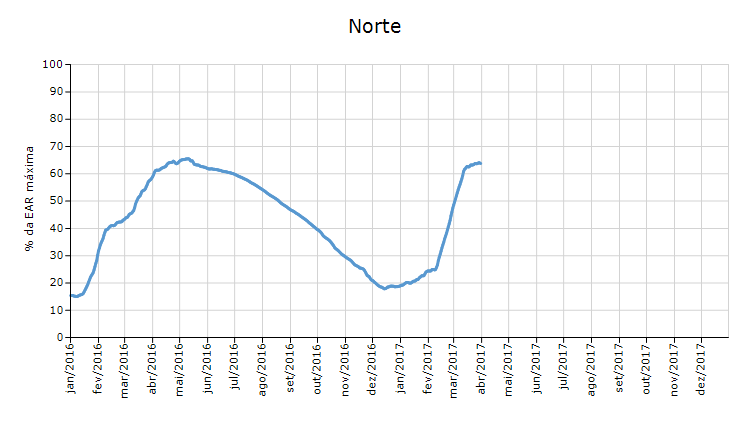 Norte
% da EAR máxima
100
90
80
70
60
50
40
30
20
10
0
jan/2016
fev/2016
mar/2016
abr/2016
mai/2016
jun/2016
jul/2016
ago/2016
set/2016
out/2016
nov/2016
dez/2016
jan/2017
fev/2017
mar/2017
abr/2017
mai/2017
jun/2017
jul/2017
ago/2017
set/2017
out/2017
nov/2017
dez/2017